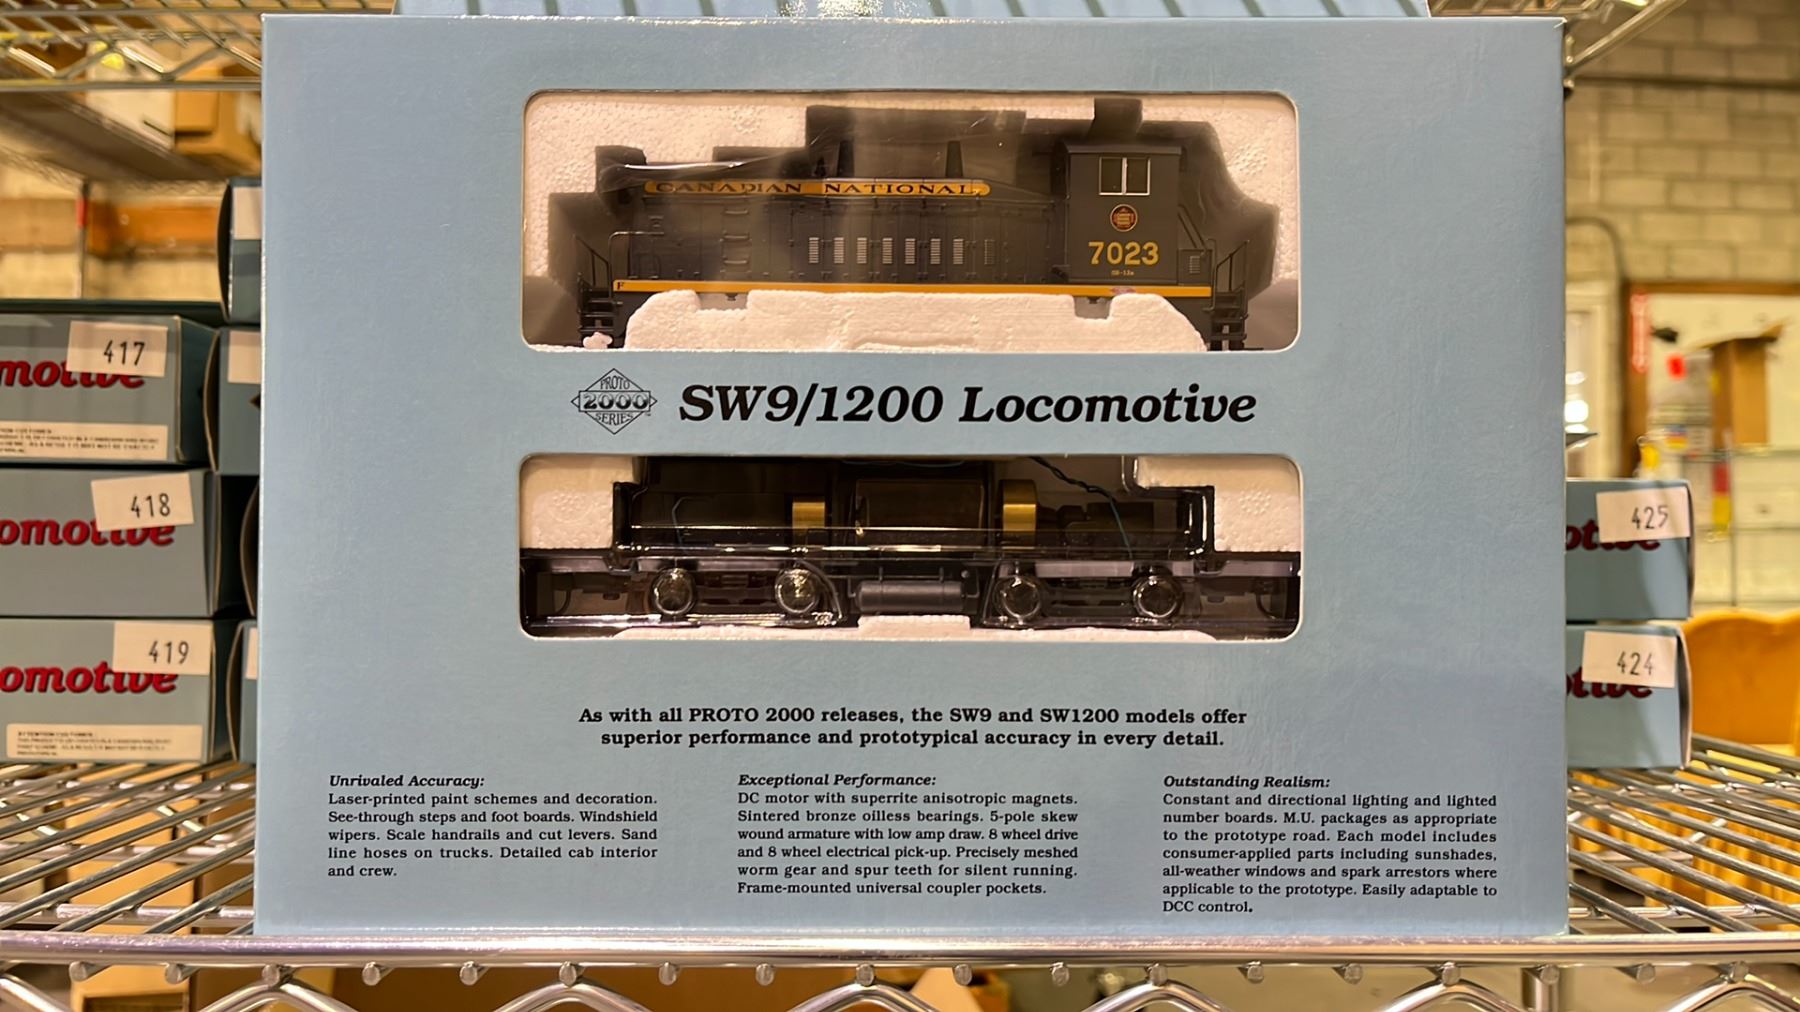 CANADIAN NATIONAL
7023
GS-12a
F
PROTO
2000
SERIES
SW9/1200 Locomotive
As with all PROTO 2000 releases, the SW9 and SW1200 models offer
superior performance and prototypical accuracy in every detail.
Unrivaled Accuracy:
Laser-printed paint schemes and decoration.
See-through steps and foot boards. Windshield
wipers. Scale handrails and cut levers. Sand
line hoses on trucks. Detailed cab interior
and crew.
Exceptional Performance:
DC motor with superrite anisotropic magnets.
Sintered bronze oilless bearings. 5-pole skew
wound armature with low amp draw. 8 wheel drive
and 8 wheel electrical pick-up. Precisely meshed
worm gear and spur teeth for silent running.
Frame-mounted universal coupler pockets.
Outstanding Realism:
Constant and directional lighting and lighted
number boards. M.U. packages as appropriate
to the prototype road. Each model includes
consumer-applied parts including sunshades,
all-weather windows and spark arrestors where
applicable to the prototype. Easily adaptable to
DCC control.
417
motive
418
omotive
419
omotive
ATTENTION CUSTOMERS:
425
otive
424
otive